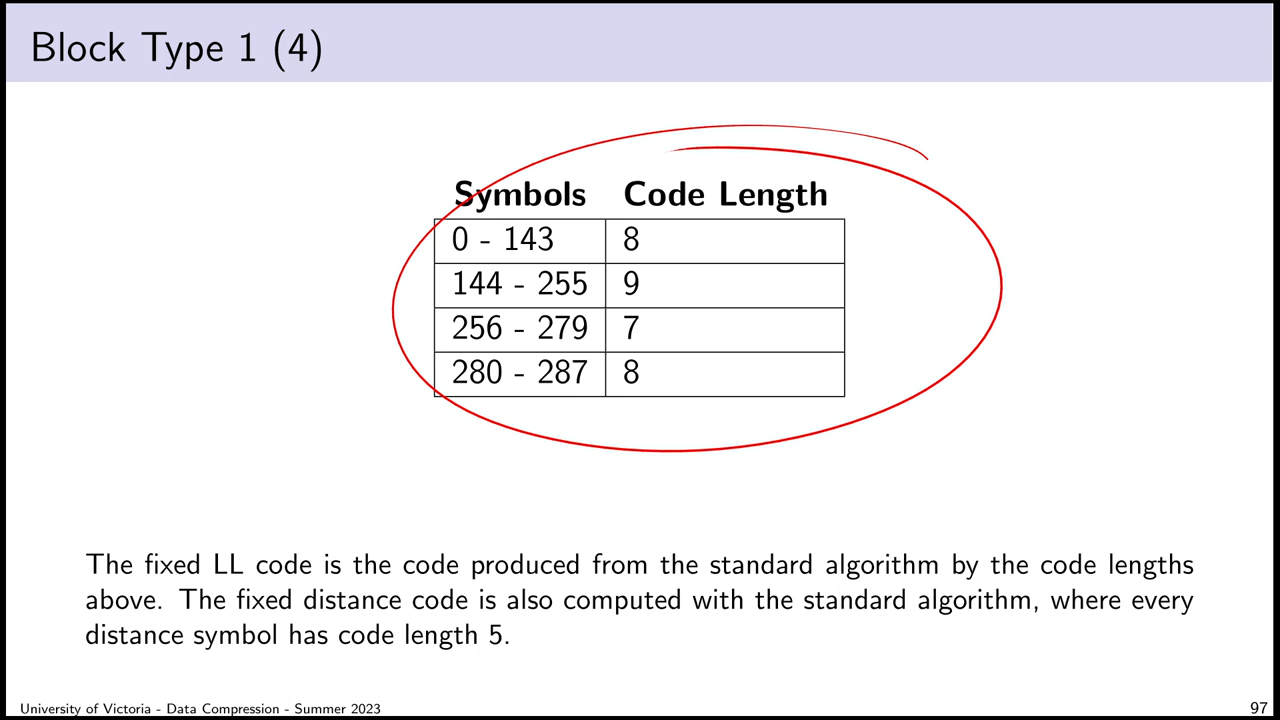 Block Type 1 (4)
Symbols Code Length
0 - 143 8
144 - 255 9
256 - 279 7
280 - 287 8
The fixed LL code is the code produced from the standard algorithm by the code lengths
above. The fixed distance code is also computed with the standard algorithm, where every
distance symbol has code length 5.
University of Victoria - Data Compression - Summer 2023 97